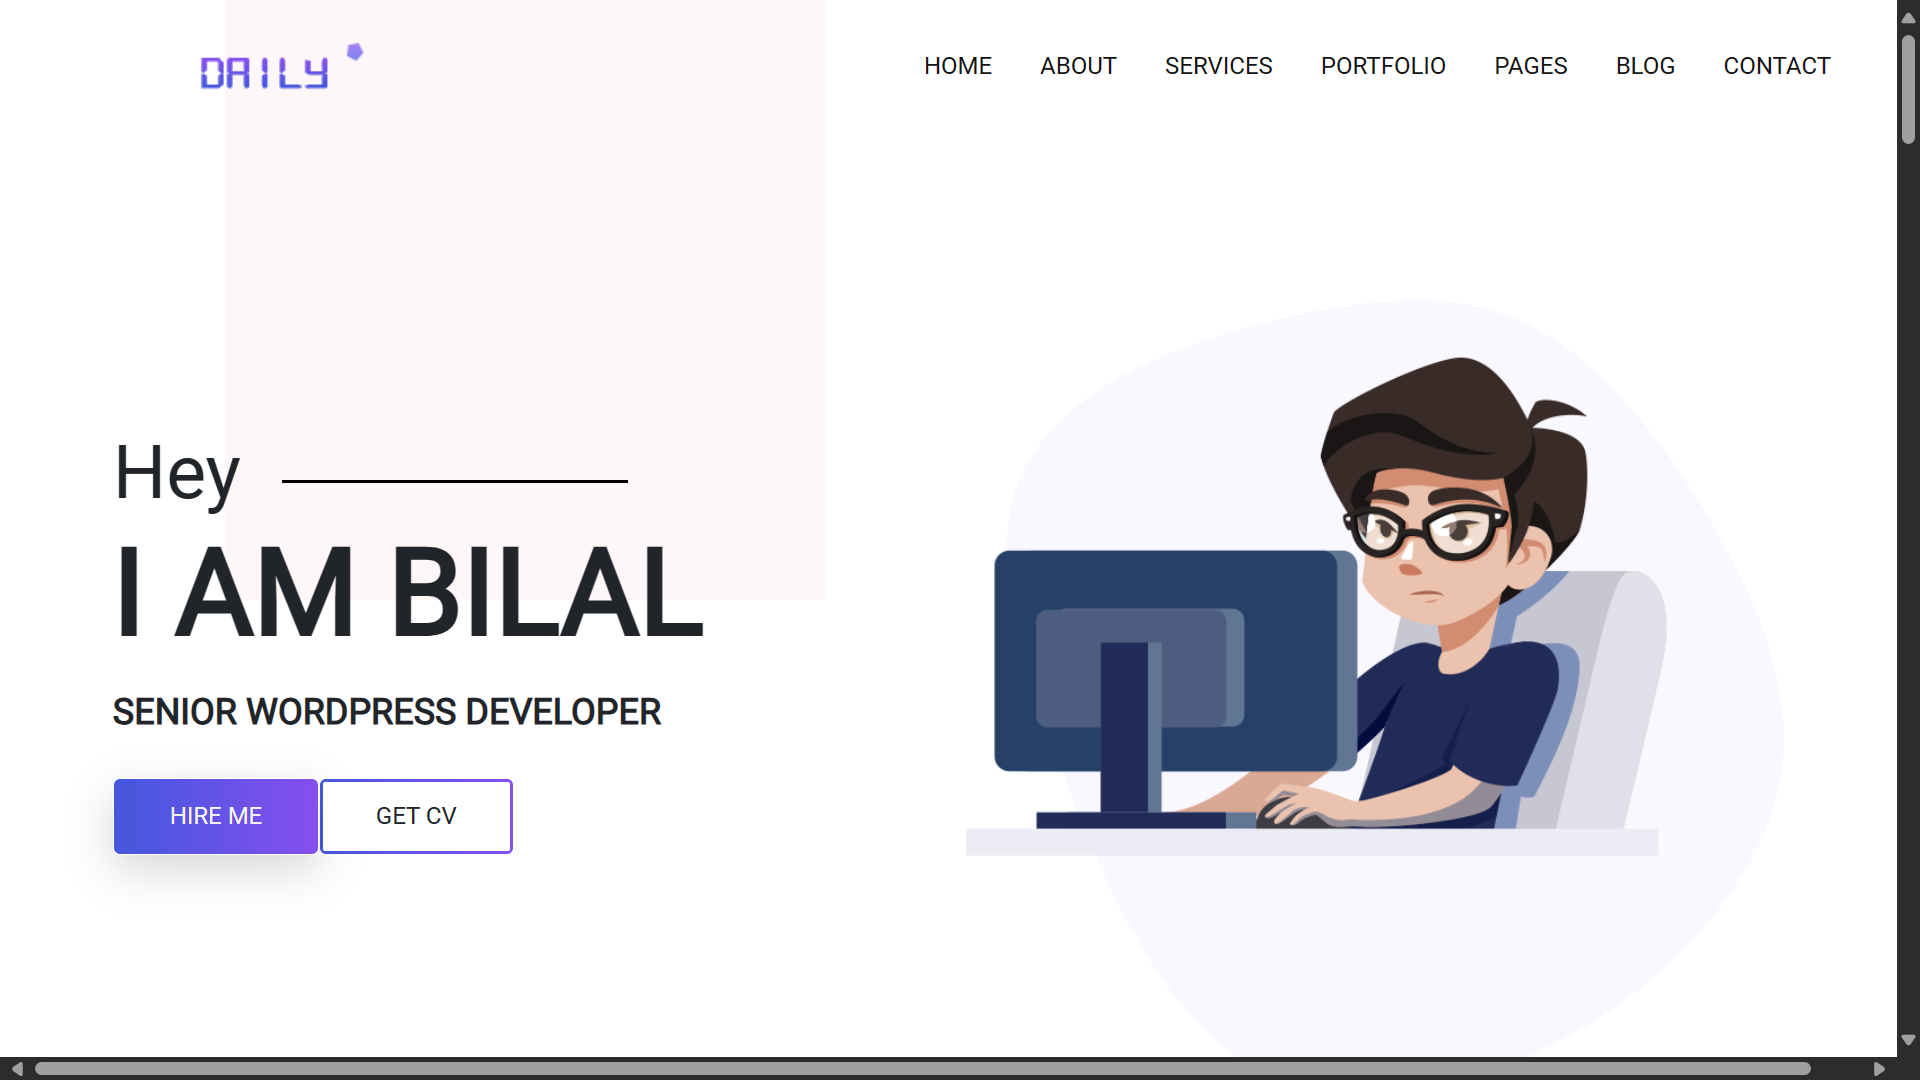 DAILY
HOME ABOUT SERVICES PORTFOLIO PAGES BLOG CONTACT
Hey
I AM BILAL
SENIOR WORDPRESS DEVELOPER
HIRE ME GET CV